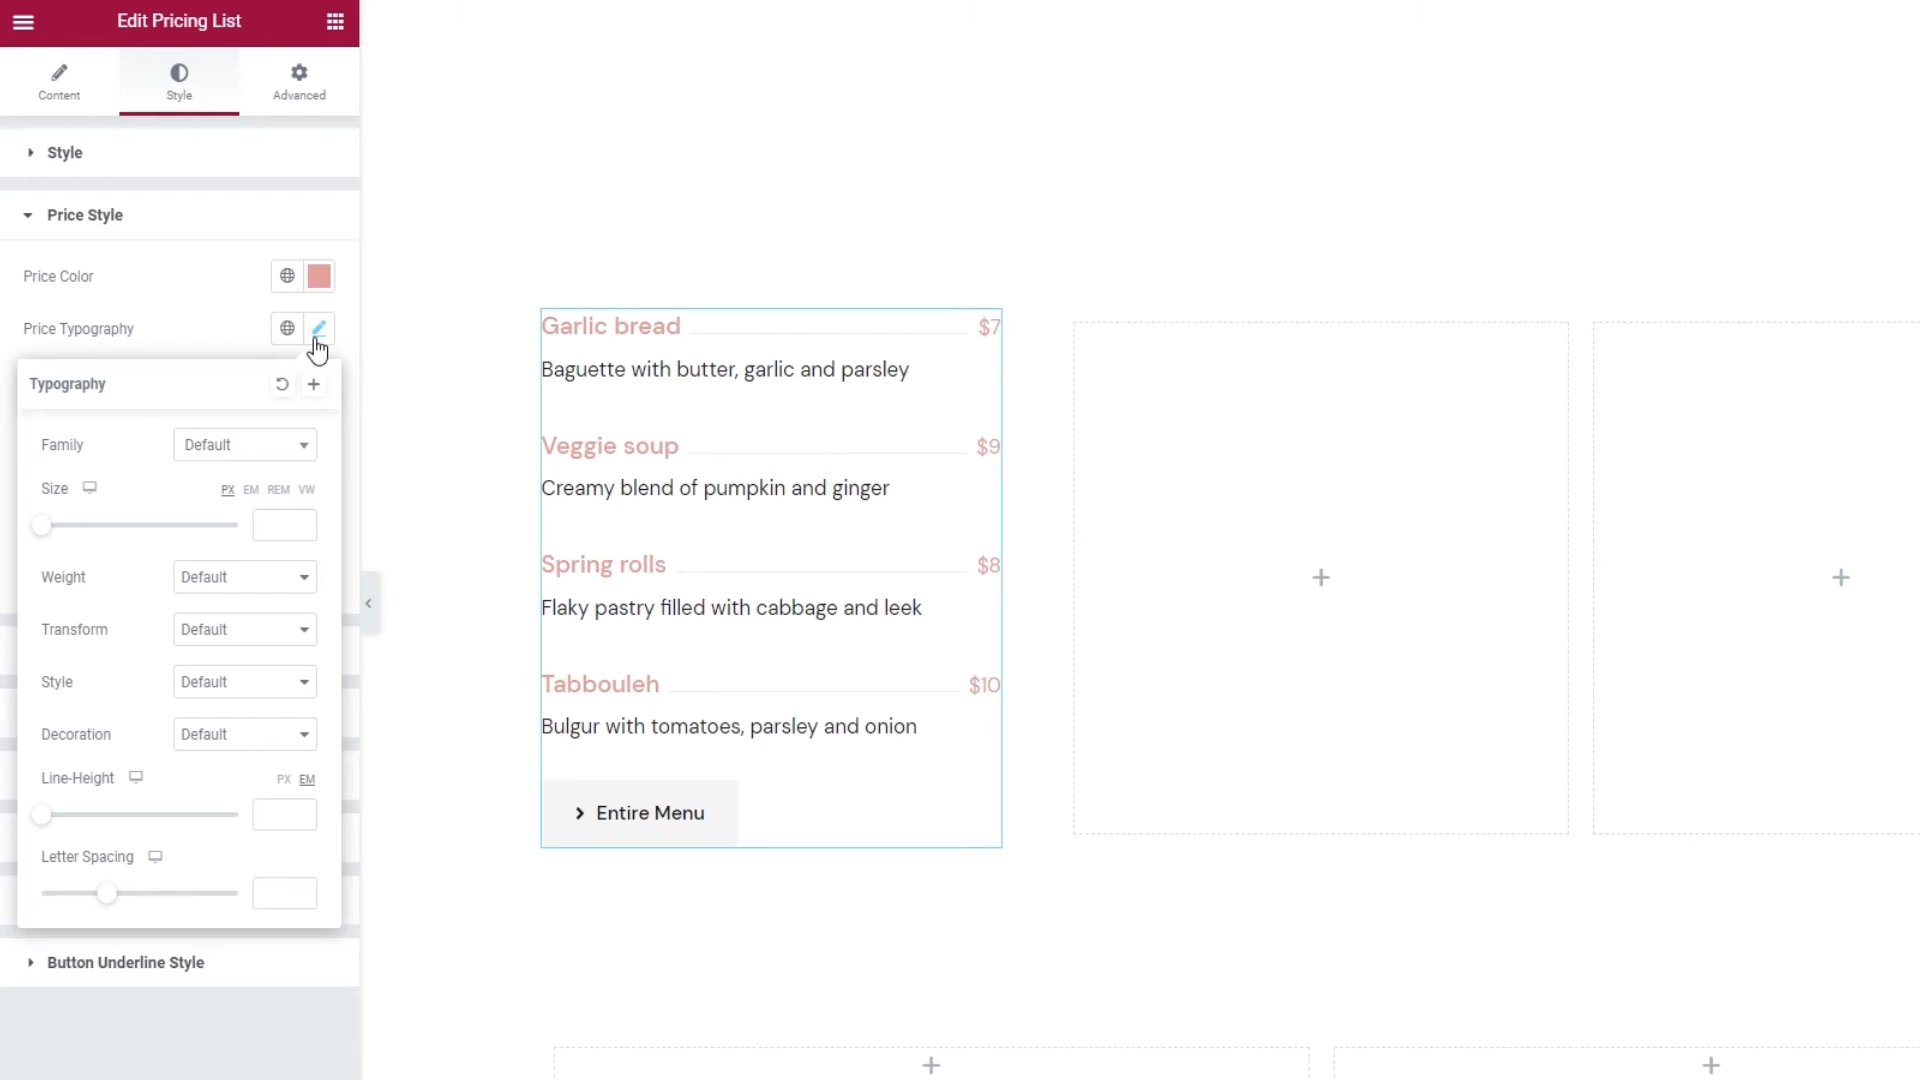 Edit Pricing List
Content
Style
Advanced
Style
Price Style
Price Color
Price Typography
Typography
Family
Default
Size
PX EM REM VW
Weight
Default
Transform
Default
Style
Default
Decoration
Default
Line-Height
PX EM
Letter Spacing
Button Underline Style
Garlic bread $7
Baguette with butter, garlic and parsley
Veggie soup $9
Creamy blend of pumpkin and ginger
Spring rolls $8
Flaky pastry filled with cabbage and leek
Tabbouleh $10
Bulgur with tomatoes, parsley and onion
Entire Menu